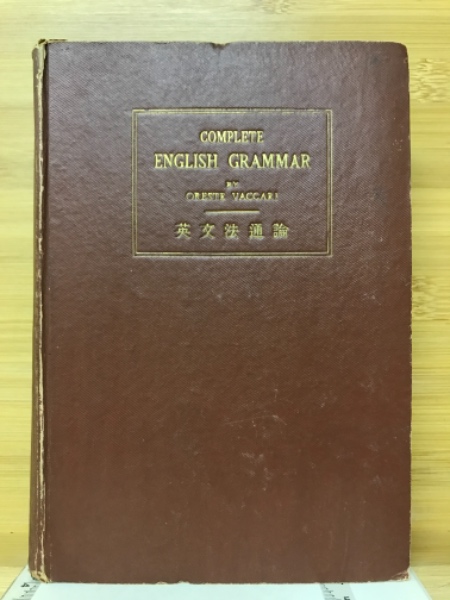 COMPLETE
ENGLISH GRAMMAR
BY
ORESTE VACCARI
英文法通論